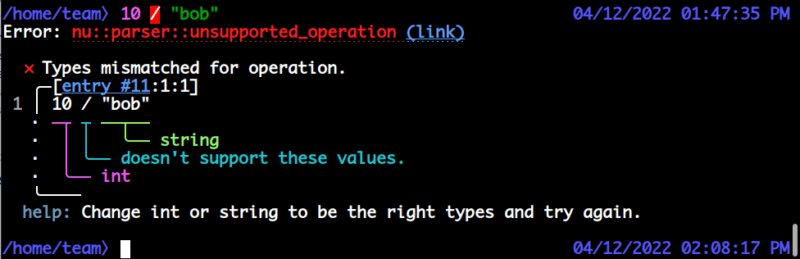 /home/team〉 10 / "bob" 04/12/2022 01:47:35 PM
Error: nu::parser::unsupported_operation (link)
× Types mismatched for operation.
[entry #11:1:1]
1 10 / "bob"
string
doesn't support these values.
int
help: Change int or string to be the right types and try again.
/home/team〉 04/12/2022 02:08:17 PM